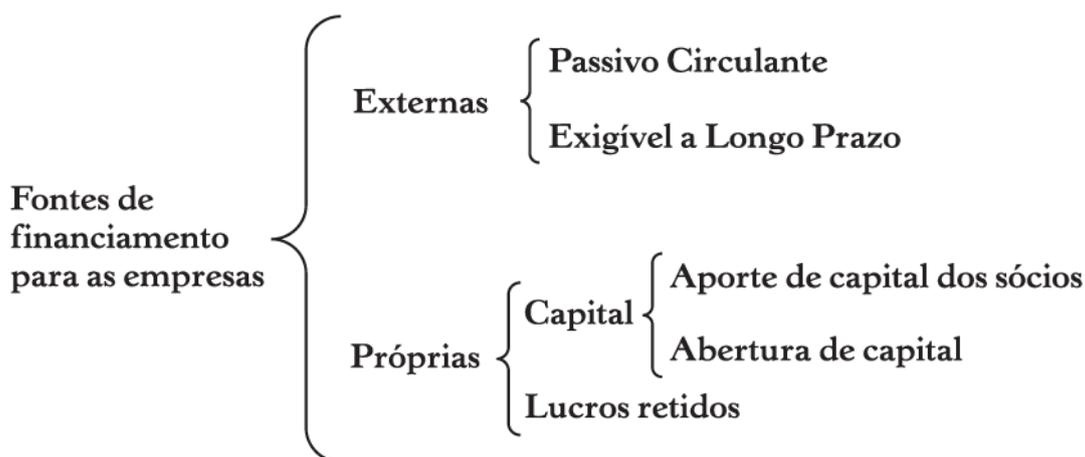 Fontes de
financiamento
para as empresas
Externas
Passivo Circulante
Exigível a Longo Prazo
Próprias
Capital
Aporte de capital dos sócios
Abertura de capital
Lucros retidos